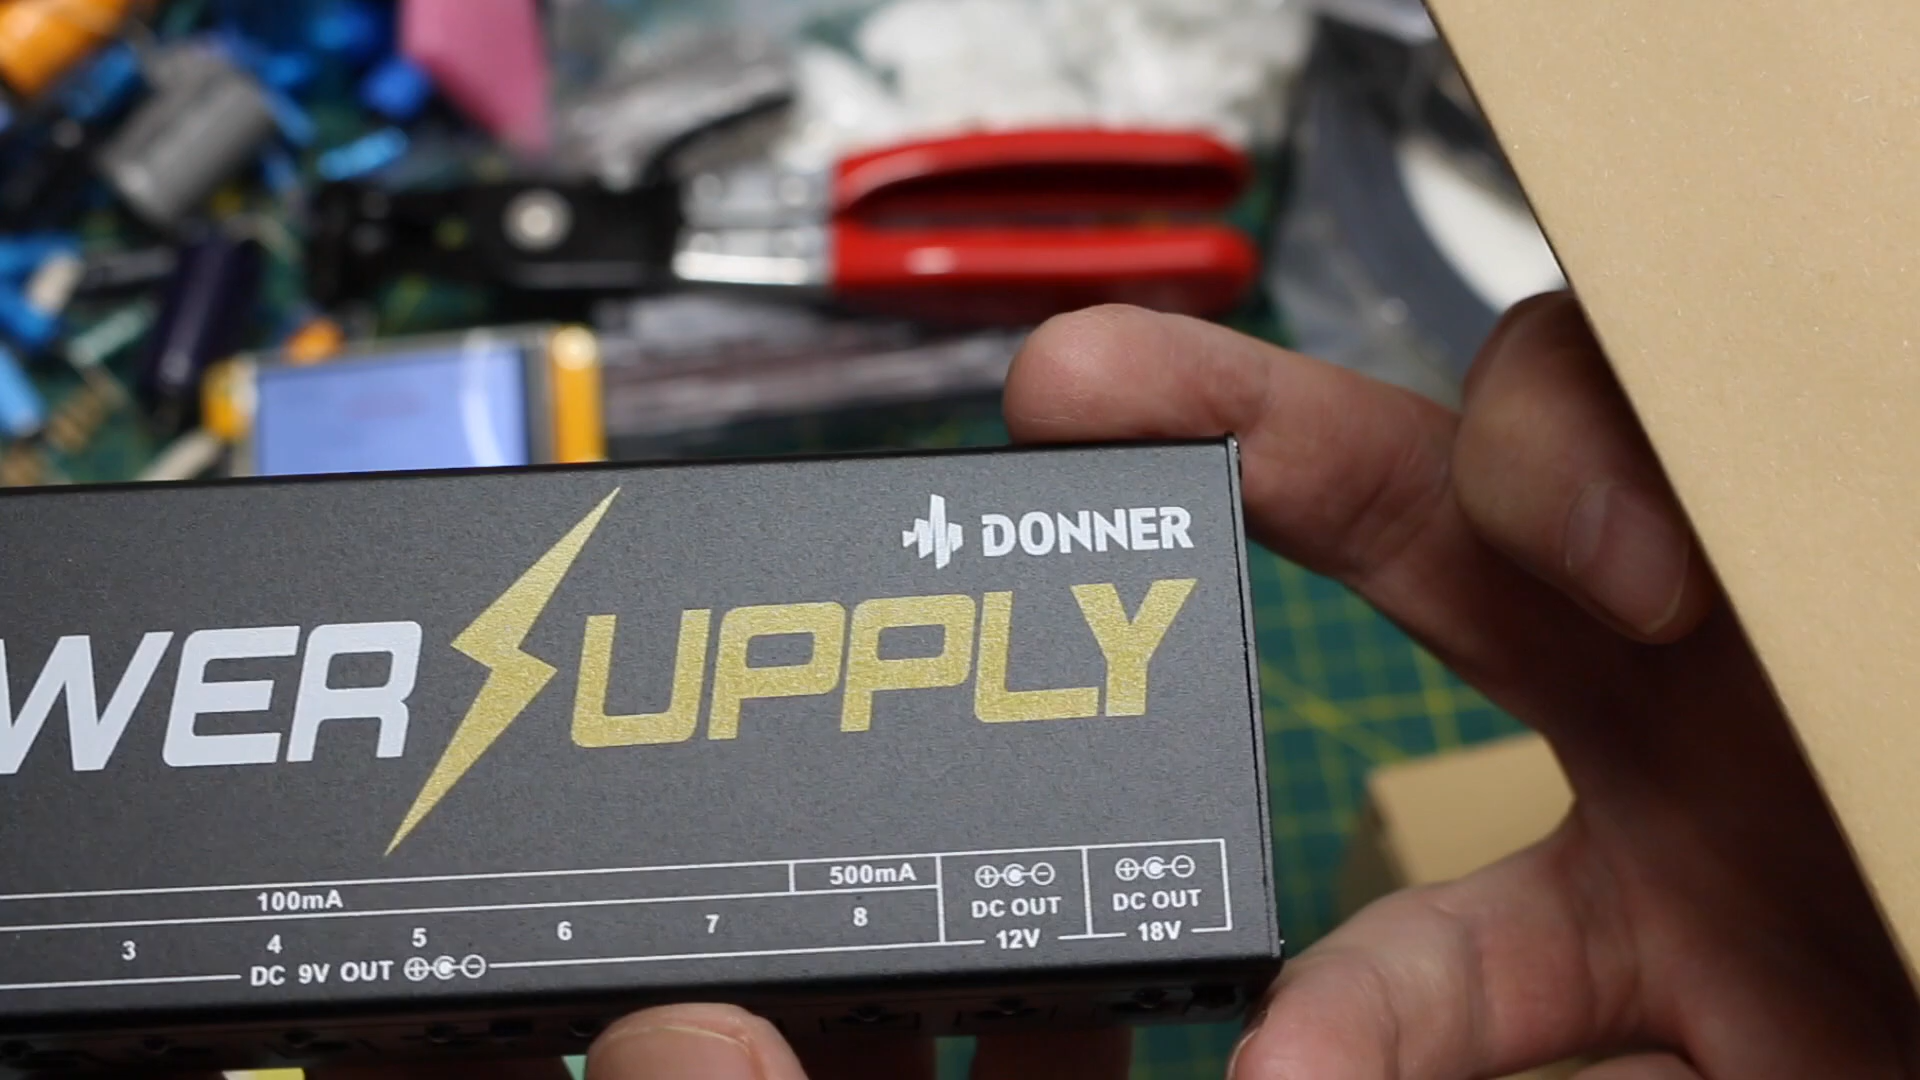 DONNER
WER SUPPLY
100mA 500mA
3 4 5 6 7 8
DC 9V OUT
DC OUT
12V
DC OUT
18V